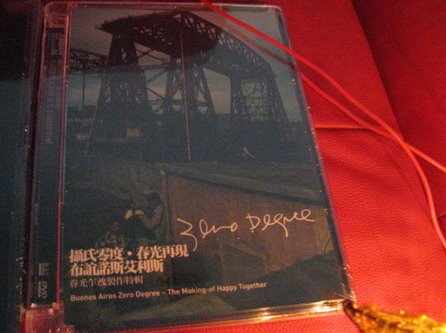 Zero Degree
攝氏零度·春光再現
布誼諾斯艾利斯
春光乍洩製作特輯
Buenos Aires Zero Degree – The Making-of Happy Together